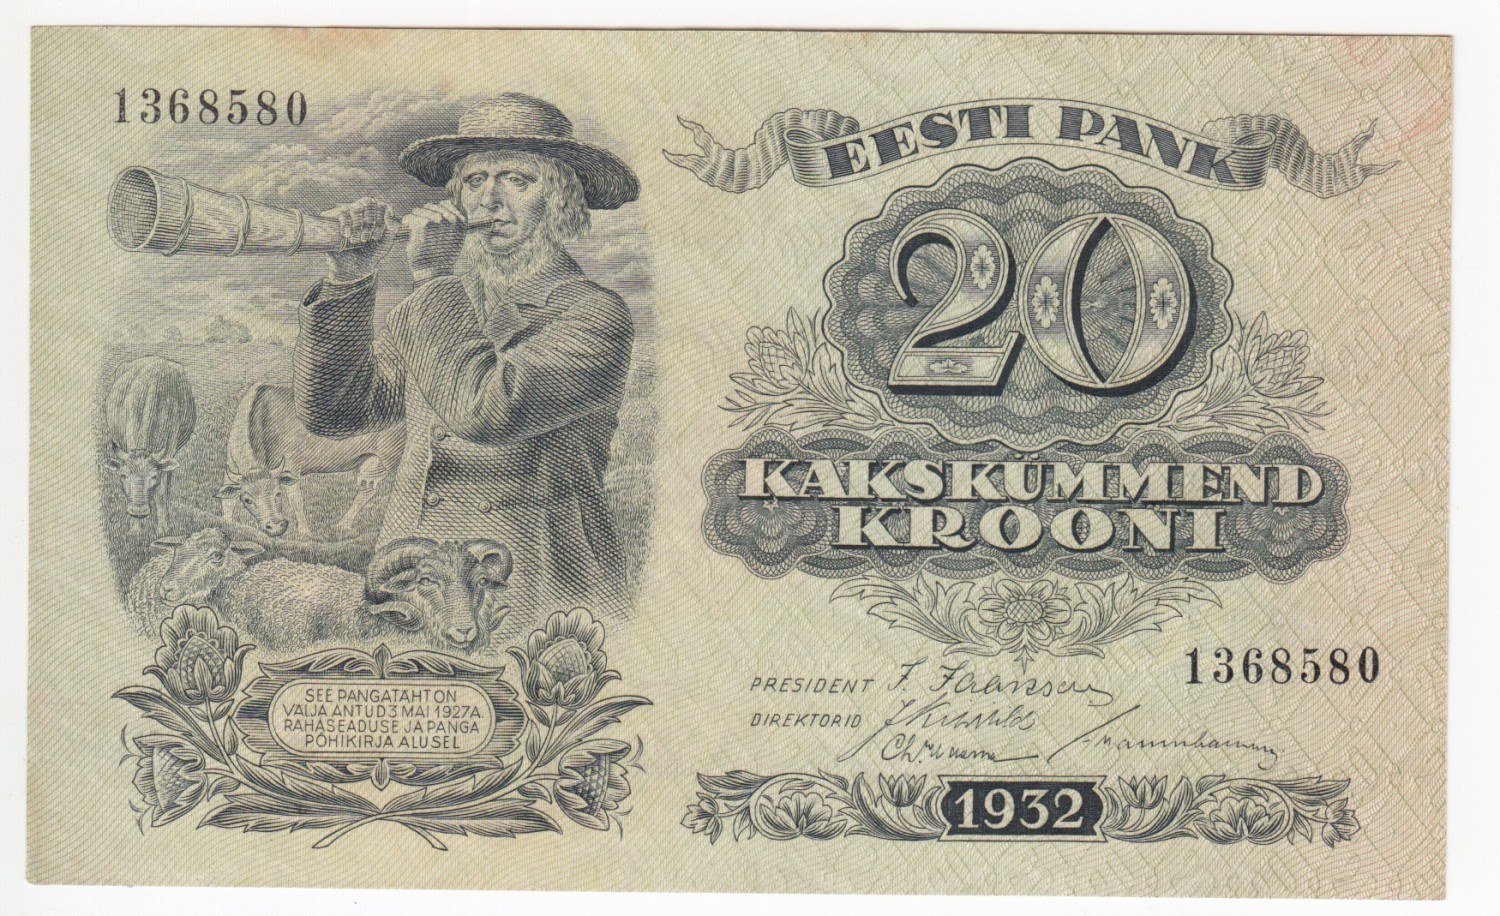 1368580
EESTI PANK
20
KAKSKÜMMEND
KROONI
SEE PANGATÄHT ON
VÄLJA ANTUD 3 MAI 1927A.
RAHASEADUSE JA PANGA
PÕHIKIRJA ALUSEL
1368580
PRESIDENT
DIREKTORID
1932